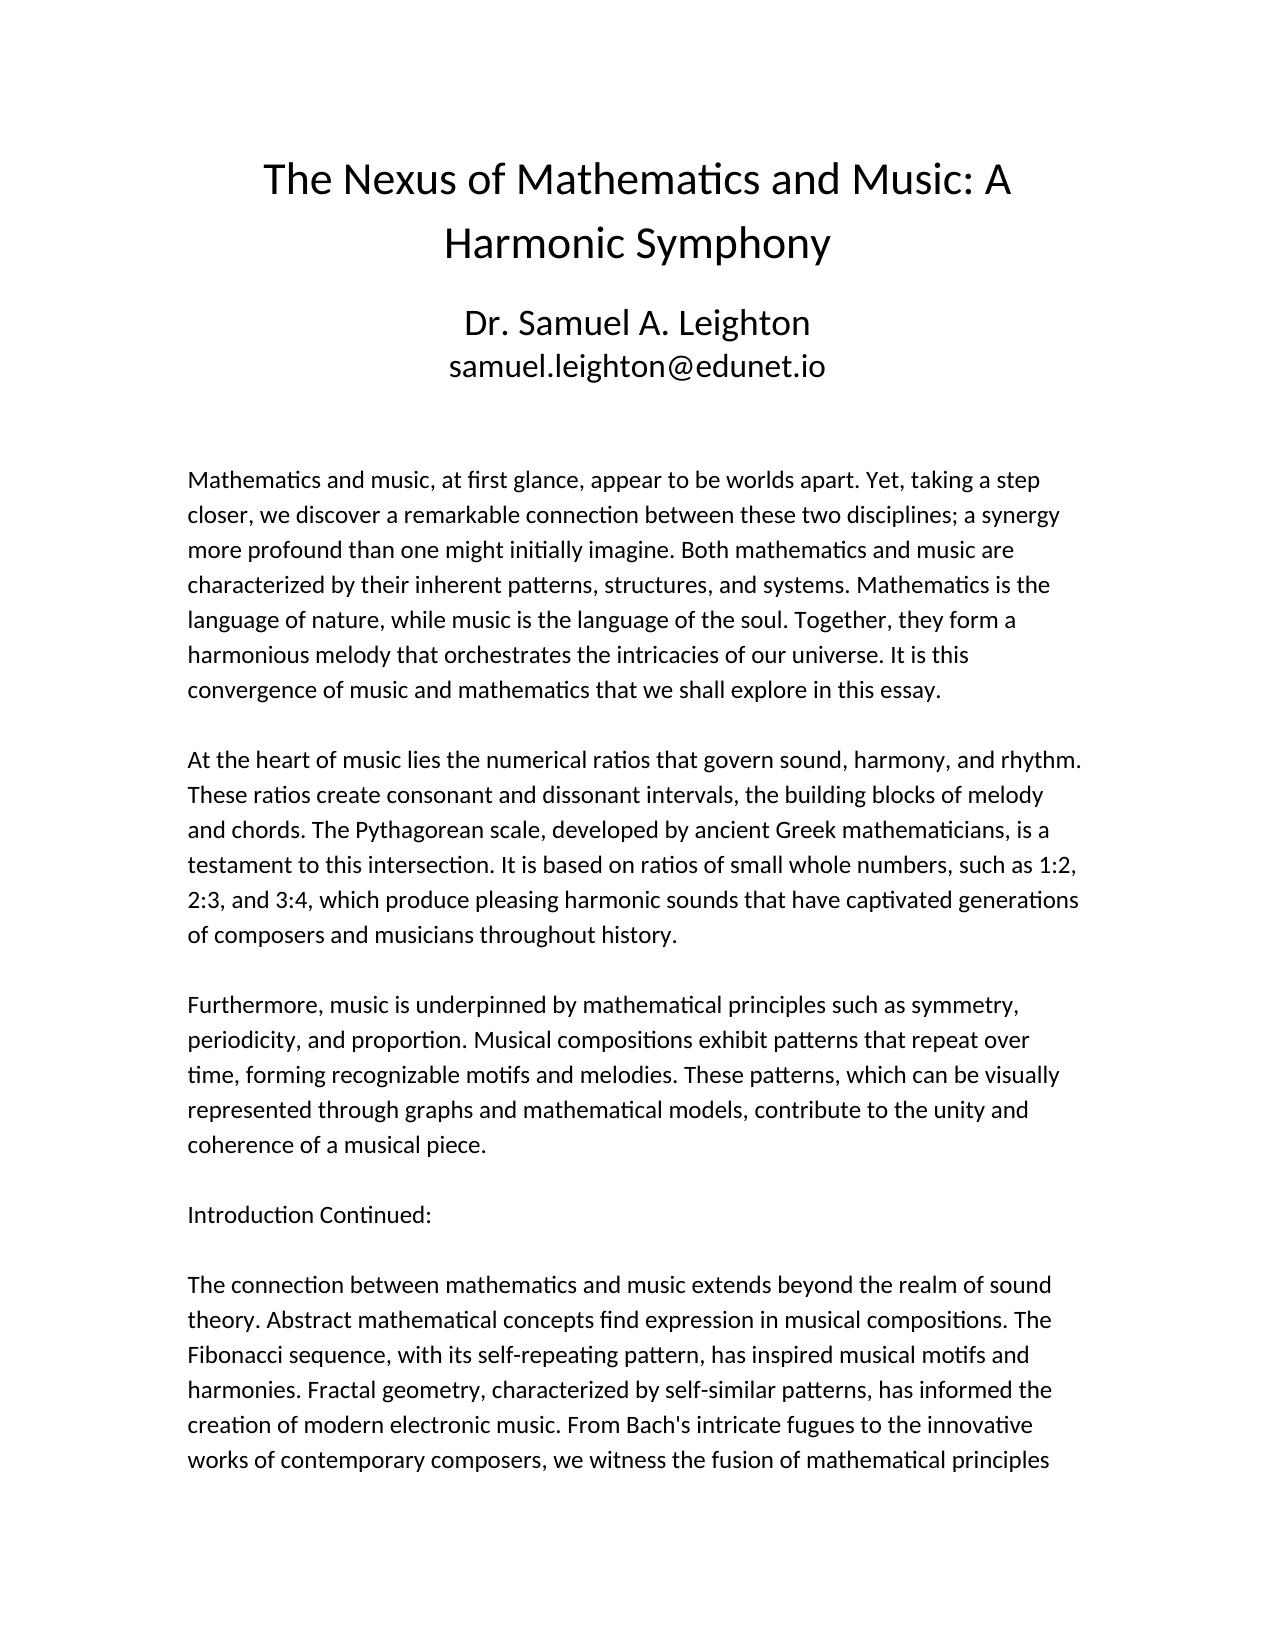 The Nexus of Mathematics and Music: A
Harmonic Symphony
Dr. Samuel A. Leighton
samuel.leighton@edunet.io
Mathematics and music, at first glance, appear to be worlds apart. Yet, taking a step
closer, we discover a remarkable connection between these two disciplines; a synergy
more profound than one might initially imagine. Both mathematics and music are
characterized by their inherent patterns, structures, and systems. Mathematics is the
language of nature, while music is the language of the soul. Together, they form a
harmonious melody that orchestrates the intricacies of our universe. It is this
convergence of music and mathematics that we shall explore in this essay.
At the heart of music lies the numerical ratios that govern sound, harmony, and rhythm.
These ratios create consonant and dissonant intervals, the building blocks of melody
and chords. The Pythagorean scale, developed by ancient Greek mathematicians, is a
testament to this intersection. It is based on ratios of small whole numbers, such as 1:2,
2:3, and 3:4, which produce pleasing harmonic sounds that have captivated generations
of composers and musicians throughout history.
Furthermore, music is underpinned by mathematical principles such as symmetry,
periodicity, and proportion. Musical compositions exhibit patterns that repeat over
time, forming recognizable motifs and melodies. These patterns, which can be visually
represented through graphs and mathematical models, contribute to the unity and
coherence of a musical piece.
Introduction Continued:
The connection between mathematics and music extends beyond the realm of sound
theory. Abstract mathematical concepts find expression in musical compositions. The
Fibonacci sequence, with its self-repeating pattern, has inspired musical motifs and
harmonies. Fractal geometry, characterized by self-similar patterns, has informed the
creation of modern electronic music. From Bach's intricate fugues to the innovative
works of contemporary composers, we witness the fusion of mathematical principles